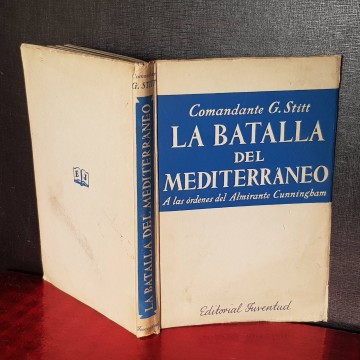 Comandante G. Stitt
LA BATALLA
DEL
MEDITERRANEO
A las órdenes del Almirante Cunningham
Editorial Juventud
G. Stitt
LA BATALLA DEL MEDITERRANEO
E J